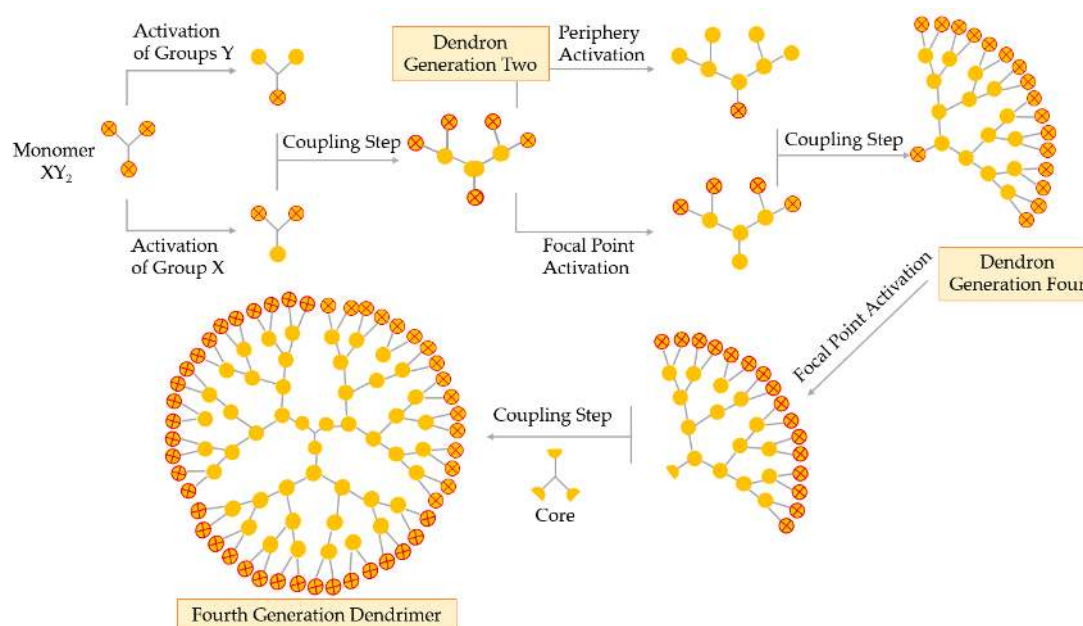 Activation
of Groups Y
Monomer
XY₂
Activation
of Group X
Coupling Step
Dendron
Generation Two
Periphery
Activation
Focal Point
Activation
Coupling Step
Dendron
Generation Four
Focal Point Activation
Coupling Step
Core
Fourth Generation Dendrimer